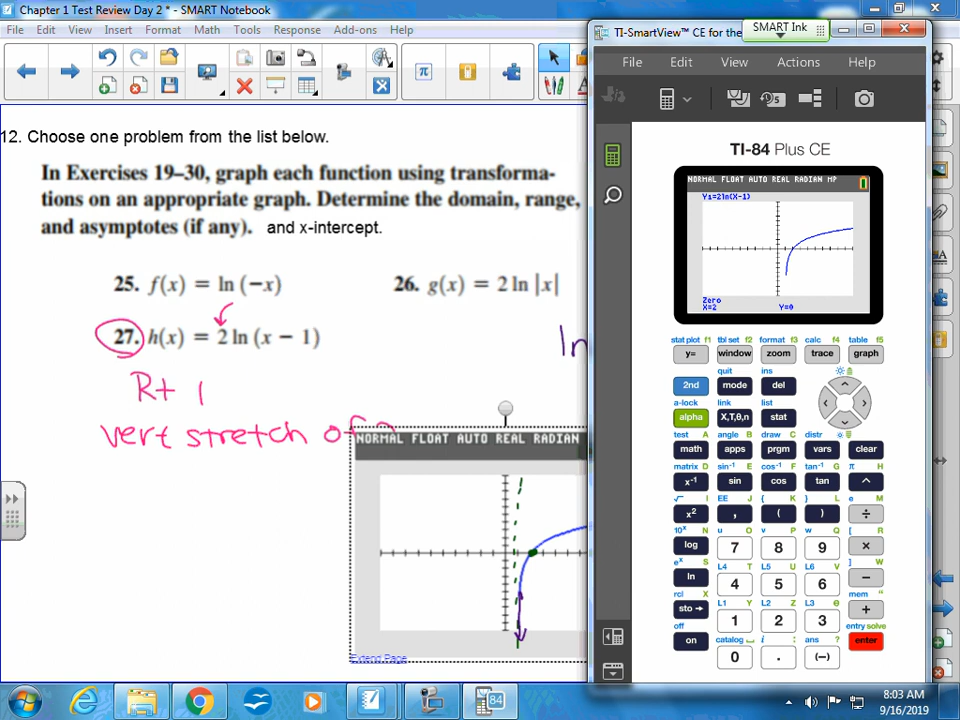 Chapter 1 Test Review Day 2 * - SMART Notebook
File Edit View Insert Format Math Tools Response Add-ons Help
12. Choose one problem from the list below.
In Exercises 19–30, graph each function using transforma-
tions on an appropriate graph. Determine the domain, range,
and asymptotes (if any). and x-intercept.
25. f(x) = ln (−x)
26. g(x) = 2 ln |x|
27. h(x) = 2 ln (x − 1)
ln
Rt 1
vert stretch of
NORMAL FLOAT AUTO REAL RADIAN
Extend Page
TI-SmartView™ CE for the
SMART Ink
File Edit View Actions Help
TI-84 Plus CE
NORMAL FLOAT AUTO REAL RADIAN MP
Y1=2ln(X-1)
Zero
X=2 Y=0
stat plot f1 tbl set f2 format f3 calc f4 table f5
y= window zoom trace graph
quit ins
2nd mode del
a-lock link list
alpha X,T,θ,n stat
test A angle B draw C distr
math apps prgm vars clear
matrix D sin⁻¹ E cos⁻¹ F tan⁻¹ G π H
x⁻¹ sin cos tan ^
√ I EE J { K } L e M
x² , ( ) ÷
10ˣ N u O v P w Q [ R
log 7 8 9 ×
eˣ S L4 T L5 U L6 V ] W
ln 4 5 6 −
rcl X L1 Y L2 Z L3 θ mem "
sto→ 1 2 3 +
off catalog i : ans ? entry solve
on 0 . (−) enter
84
8:03 AM
9/16/2019